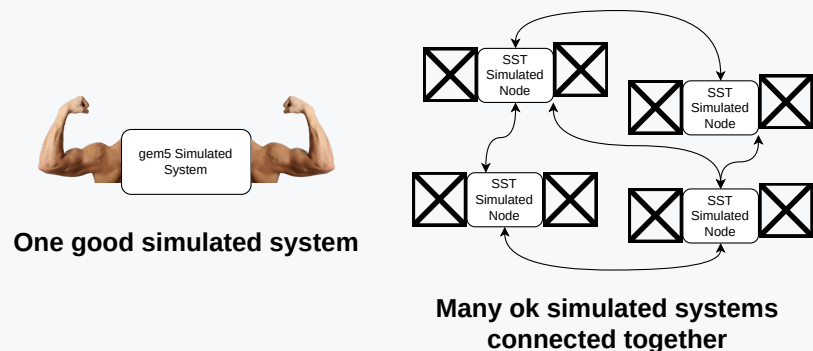 gem5 Simulated
System
One good simulated system
SST
Simulated
Node
SST
Simulated
Node
SST
Simulated
Node
SST
Simulated
Node
Many ok simulated systems
connected together